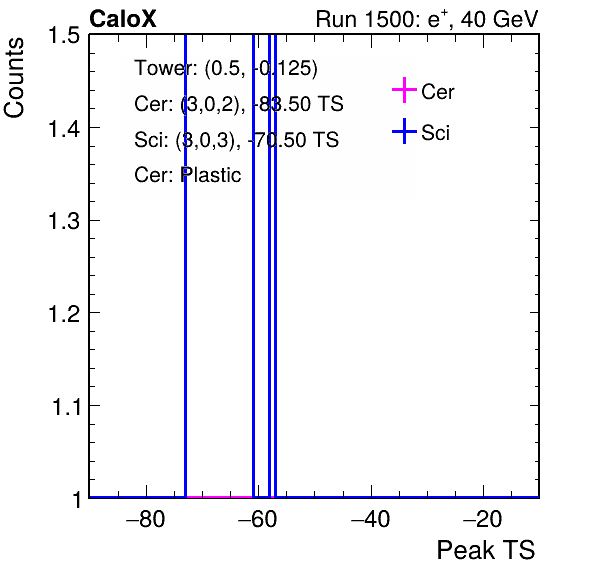 CaloX Run 1500: e⁺, 40 GeV
Counts
1.5
Tower: (0.5, -0.125)
Cer: (3,0,2), -83.50 TS
Sci: (3,0,3), -70.50 TS
Cer: Plastic
Cer
Sci
1.4
1.3
1.2
1.1
1
−80 −60 −40 −20
Peak TS